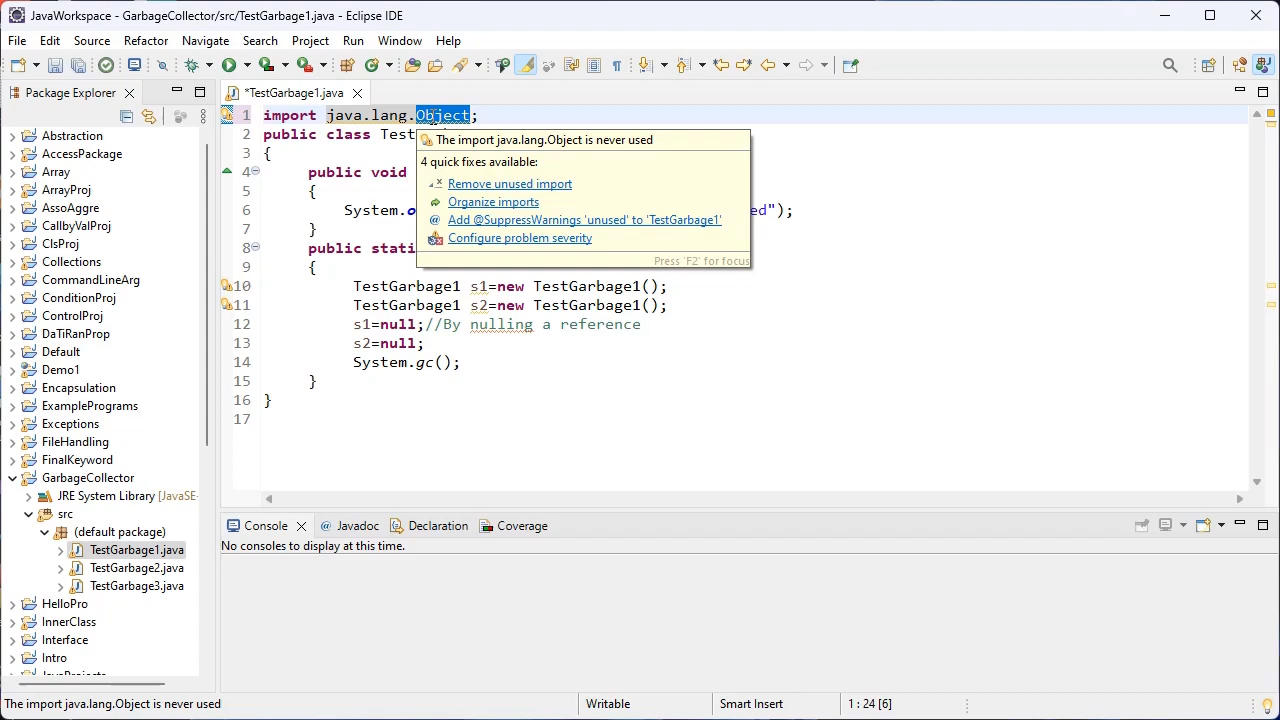 JavaWorkspace - GarbageCollector/src/TestGarbage1.java - Eclipse IDE
File Edit Source Refactor Navigate Search Project Run Window Help
Package Explorer
*TestGarbage1.java
Abstraction
AccessPackage
Array
ArrayProj
AssoAggre
CallbyValProj
ClsProj
Collections
CommandLineArg
ConditionProj
ControlProj
DaTiRanProp
Default
Demo1
Encapsulation
ExamplePrograms
Exceptions
FileHandling
FinalKeyword
GarbageCollector
JRE System Library [JavaSE-
src
(default package)
TestGarbage1.java
TestGarbage2.java
TestGarbage3.java
HelloPro
InnerClass
Interface
Intro
1 import java.lang.Object;
2 public class Test
3 {
4 public void
5 {
6 System.o ed");
7 }
8 public stati
9 {
10 TestGarbage1 s1=new TestGarbage1();
11 TestGarbage1 s2=new TestGarbage1();
12 s1=null;//By nulling a reference
13 s2=null;
14 System.gc();
15 }
16 }
17
The import java.lang.Object is never used
4 quick fixes available:
Remove unused import
Organize imports
Add @SuppressWarnings 'unused' to 'TestGarbage1'
Configure problem severity
Press 'F2' for focus
Console Javadoc Declaration Coverage
No consoles to display at this time.
The import java.lang.Object is never used Writable Smart Insert 1 : 24 [6]